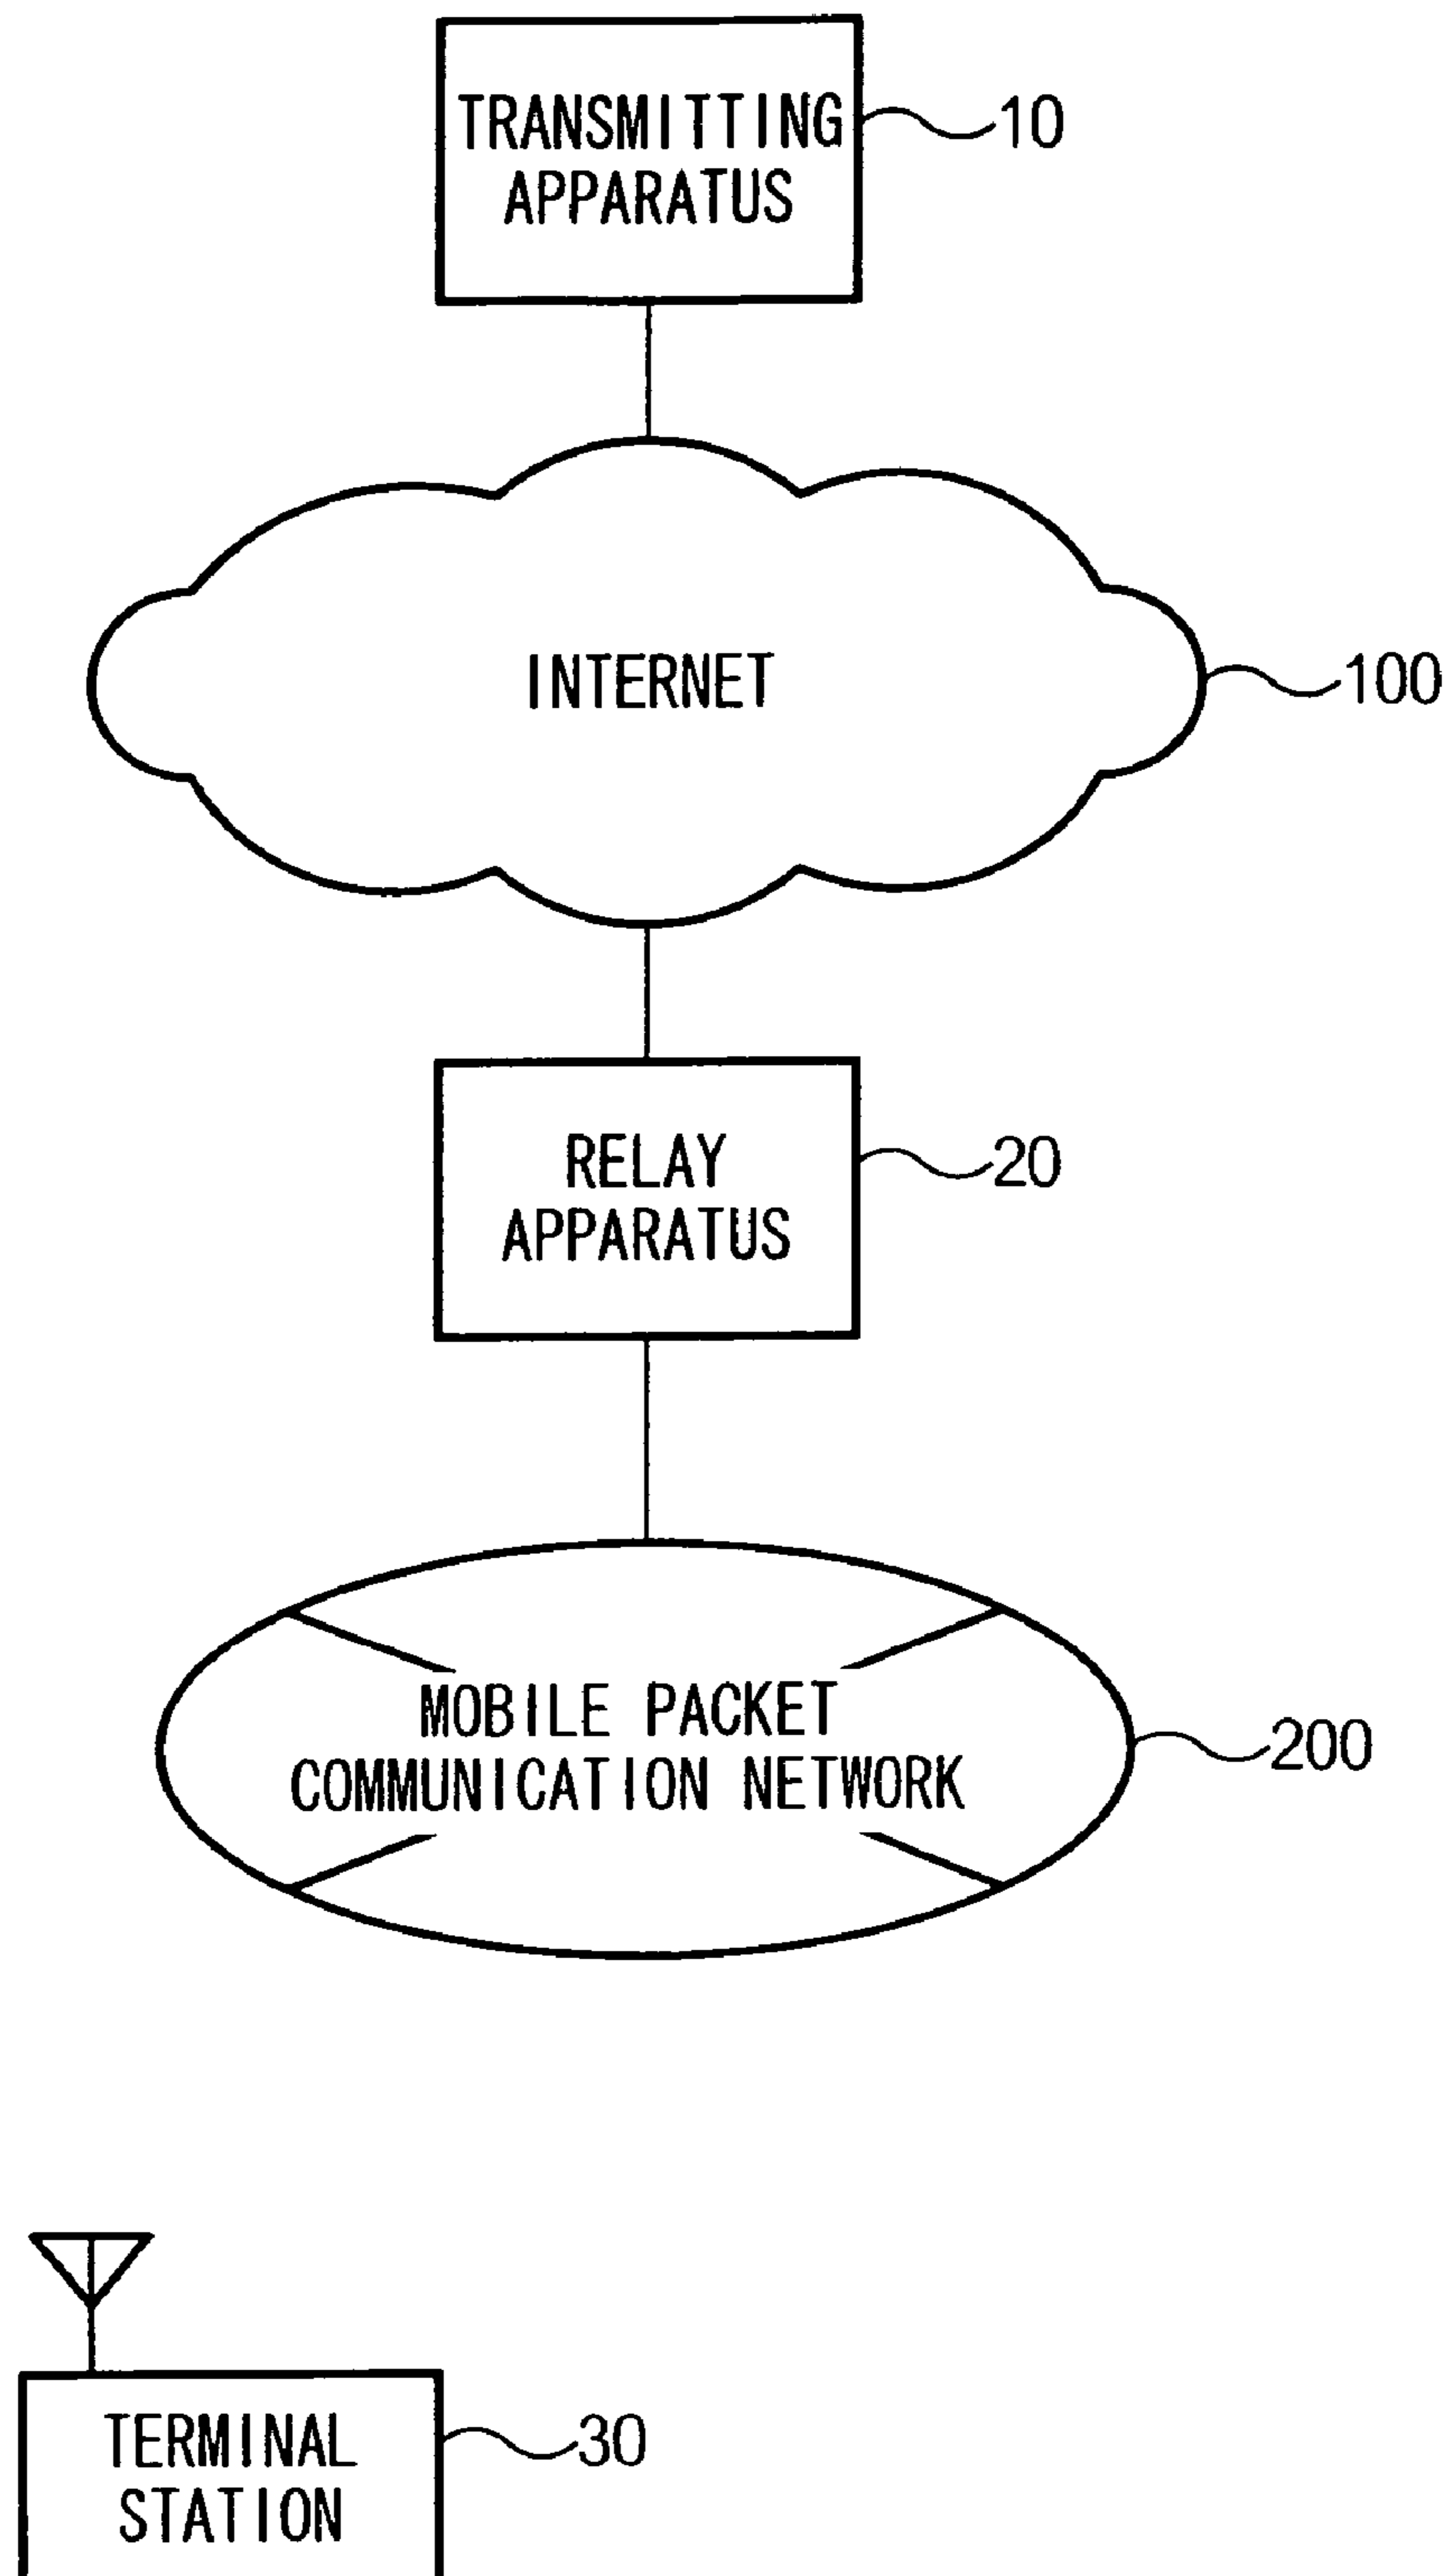 TRANSMITTING
APPARATUS
10
INTERNET
100
RELAY
APPARATUS
20
MOBILE PACKET
COMMUNICATION NETWORK
200
TERMINAL
STATION
30